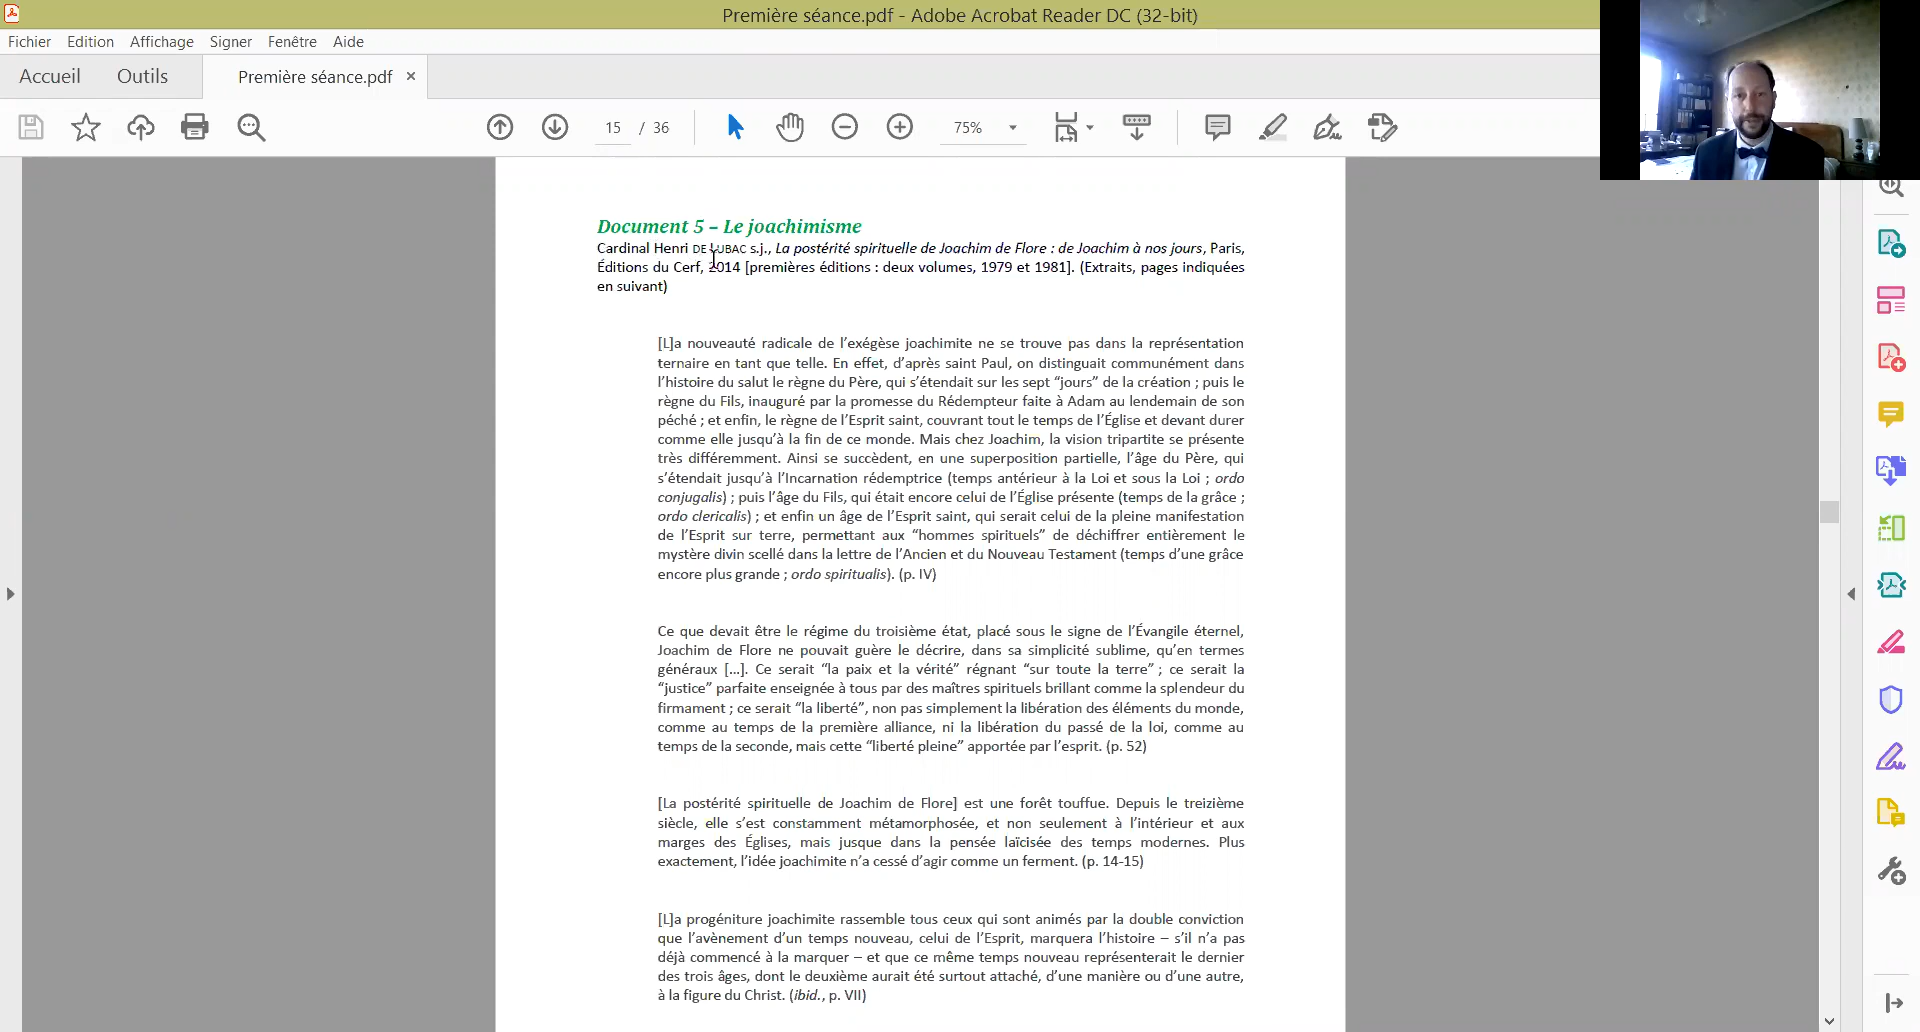 Première séance.pdf - Adobe Acrobat Reader DC (32-bit)
Fichier Edition Affichage Signer Fenêtre Aide
Accueil Outils Première séance.pdf ×
15 / 36 75%
Document 5 – Le joachimisme
Cardinal Henri DE LUBAC s.j., La postérité spirituelle de Joachim de Flore : de Joachim à nos jours, Paris,
Éditions du Cerf, 2014 [premières éditions : deux volumes, 1979 et 1981]. (Extraits, pages indiquées
en suivant)
[L]a nouveauté radicale de l’exégèse joachimite ne se trouve pas dans la représentation
ternaire en tant que telle. En effet, d’après saint Paul, on distinguait communément dans
l’histoire du salut le règne du Père, qui s’étendait sur les sept “jours” de la création ; puis le
règne du Fils, inauguré par la promesse du Rédempteur faite à Adam au lendemain de son
péché ; et enfin, le règne de l’Esprit saint, couvrant tout le temps de l’Église et devant durer
comme elle jusqu’à la fin de ce monde. Mais chez Joachim, la vision tripartite se présente
très différemment. Ainsi se succèdent, en une superposition partielle, l’âge du Père, qui
s’étendait jusqu’à l’Incarnation rédemptrice (temps antérieur à la Loi et sous la Loi ; ordo
conjugalis) ; puis l’âge du Fils, qui était encore celui de l’Église présente (temps de la grâce ;
ordo clericalis) ; et enfin un âge de l’Esprit saint, qui serait celui de la pleine manifestation
de l’Esprit sur terre, permettant aux “hommes spirituels” de déchiffrer entièrement le
mystère divin scellé dans la lettre de l’Ancien et du Nouveau Testament (temps d’une grâce
encore plus grande ; ordo spiritualis). (p. IV)
Ce que devait être le régime du troisième état, placé sous le signe de l’Évangile éternel,
Joachim de Flore ne pouvait guère le décrire, dans sa simplicité sublime, qu’en termes
généraux [...]. Ce serait “la paix et la vérité” régnant “sur toute la terre” ; ce serait la
“justice” parfaite enseignée à tous par des maîtres spirituels brillant comme la splendeur du
firmament ; ce serait “la liberté”, non pas simplement la libération des éléments du monde,
comme au temps de la première alliance, ni la libération du passé de la loi, comme au
temps de la seconde, mais cette “liberté pleine” apportée par l’esprit. (p. 52)
[La postérité spirituelle de Joachim de Flore] est une forêt touffue. Depuis le treizième
siècle, elle s’est constamment métamorphosée, et non seulement à l’intérieur et aux
marges des Églises, mais jusque dans la pensée laïcisée des temps modernes. Plus
exactement, l’idée joachimite n’a cessé d’agir comme un ferment. (p. 14-15)
[L]a progéniture joachimite rassemble tous ceux qui sont animés par la double conviction
que l’avènement d’un temps nouveau, celui de l’Esprit, marquera l’histoire – s’il n’a pas
déjà commencé à la marquer – et que ce même temps nouveau représenterait le dernier
des trois âges, dont le deuxième aurait été surtout attaché, d’une manière ou d’une autre,
à la figure du Christ. (ibid., p. VII)